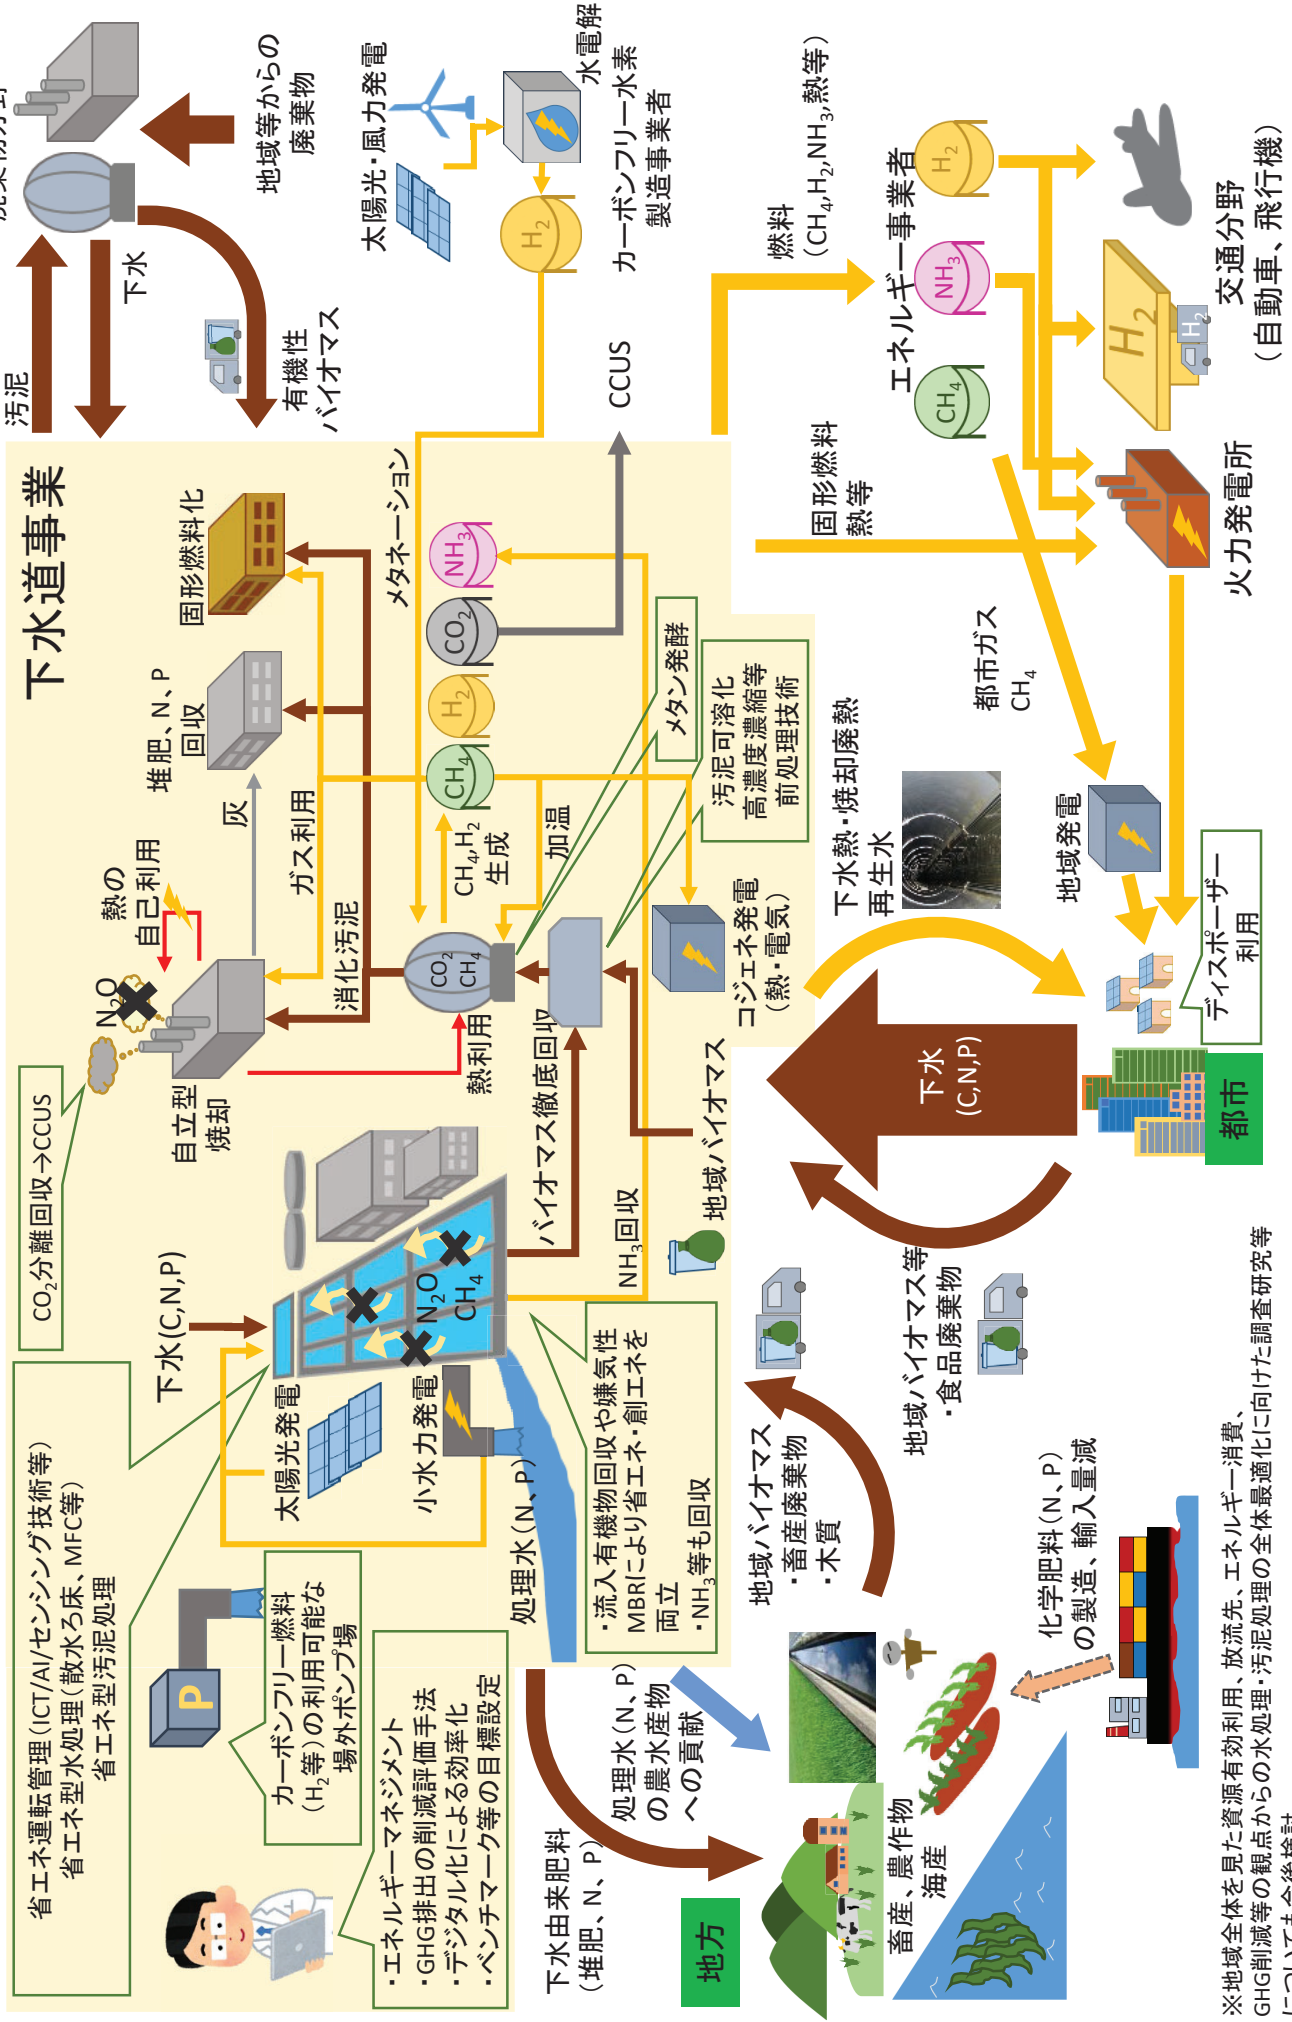 下水道事業
省エネ運転管理(ICT/AI/センシング技術等)
省エネ型水処理(散水ろ床、MFC等)
省エネ型汚泥処理
CO₂分離回収→CCUS
P
カーボンフリー燃料
(H₂等)の利用可能な
場外ポンプ場
・エネルギーマネジメント
・GHG排出の削減評価手法
・デジタル化による効率化
・ベンチマーク等の目標設定
下水(C,N,P)
太陽光発電
小水力発電
N₂O
CH₄
処理水(N、P)
・流入有機物回収や嫌気性
MBRにより省エネ・創エネを
両立
・NH₃等も回収
自立型
焼却
N₂O
熱の
自己利用
灰
堆肥、N、P
回収
固形燃料化
ガス利用
消化汚泥
熱利用
CO₂
CH₄
CH₄,H₂
生成
加温
CH₄
H₂
CO₂
NH₃
メタネーション
バイオマス徹底回収
NH₃回収
地域バイオマス
コジェネ発電
(熱・電気)
メタン発酵
汚泥可溶化
高濃度濃縮等
前処理技術
CCUS
汚泥
下水
有機性
バイオマス
地域等からの
廃棄物
太陽光・風力発電
水電解
H₂
カーボンフリー水素
製造事業者
燃料
(CH₄,H₂,NH₃,熱等)
エネルギー事業者
CH₄
NH₃
H₂
固形燃料
熱等
火力発電所
H₂
H₂
交通分野
(自動車、飛行機)
都市ガス
CH₄
地域発電
下水熱・焼却廃熱
再生水
ディスポーザー
利用
下水
(C,N,P)
都市
地域バイオマス等
・食品廃棄物
地域バイオマス
・畜産廃棄物
・木質
下水由来肥料
(堆肥、N、P)
処理水(N、P)
の農水産物
への貢献
地方
畜産、農作物
海産
化学肥料(N、P)
の製造、輸入量減
※地域全体を見た資源有効利用、放流先、エネルギー消費、
GHG削減等の観点からの水処理・汚泥処理の全体最適化に向けた調査研究等
についても今後検討